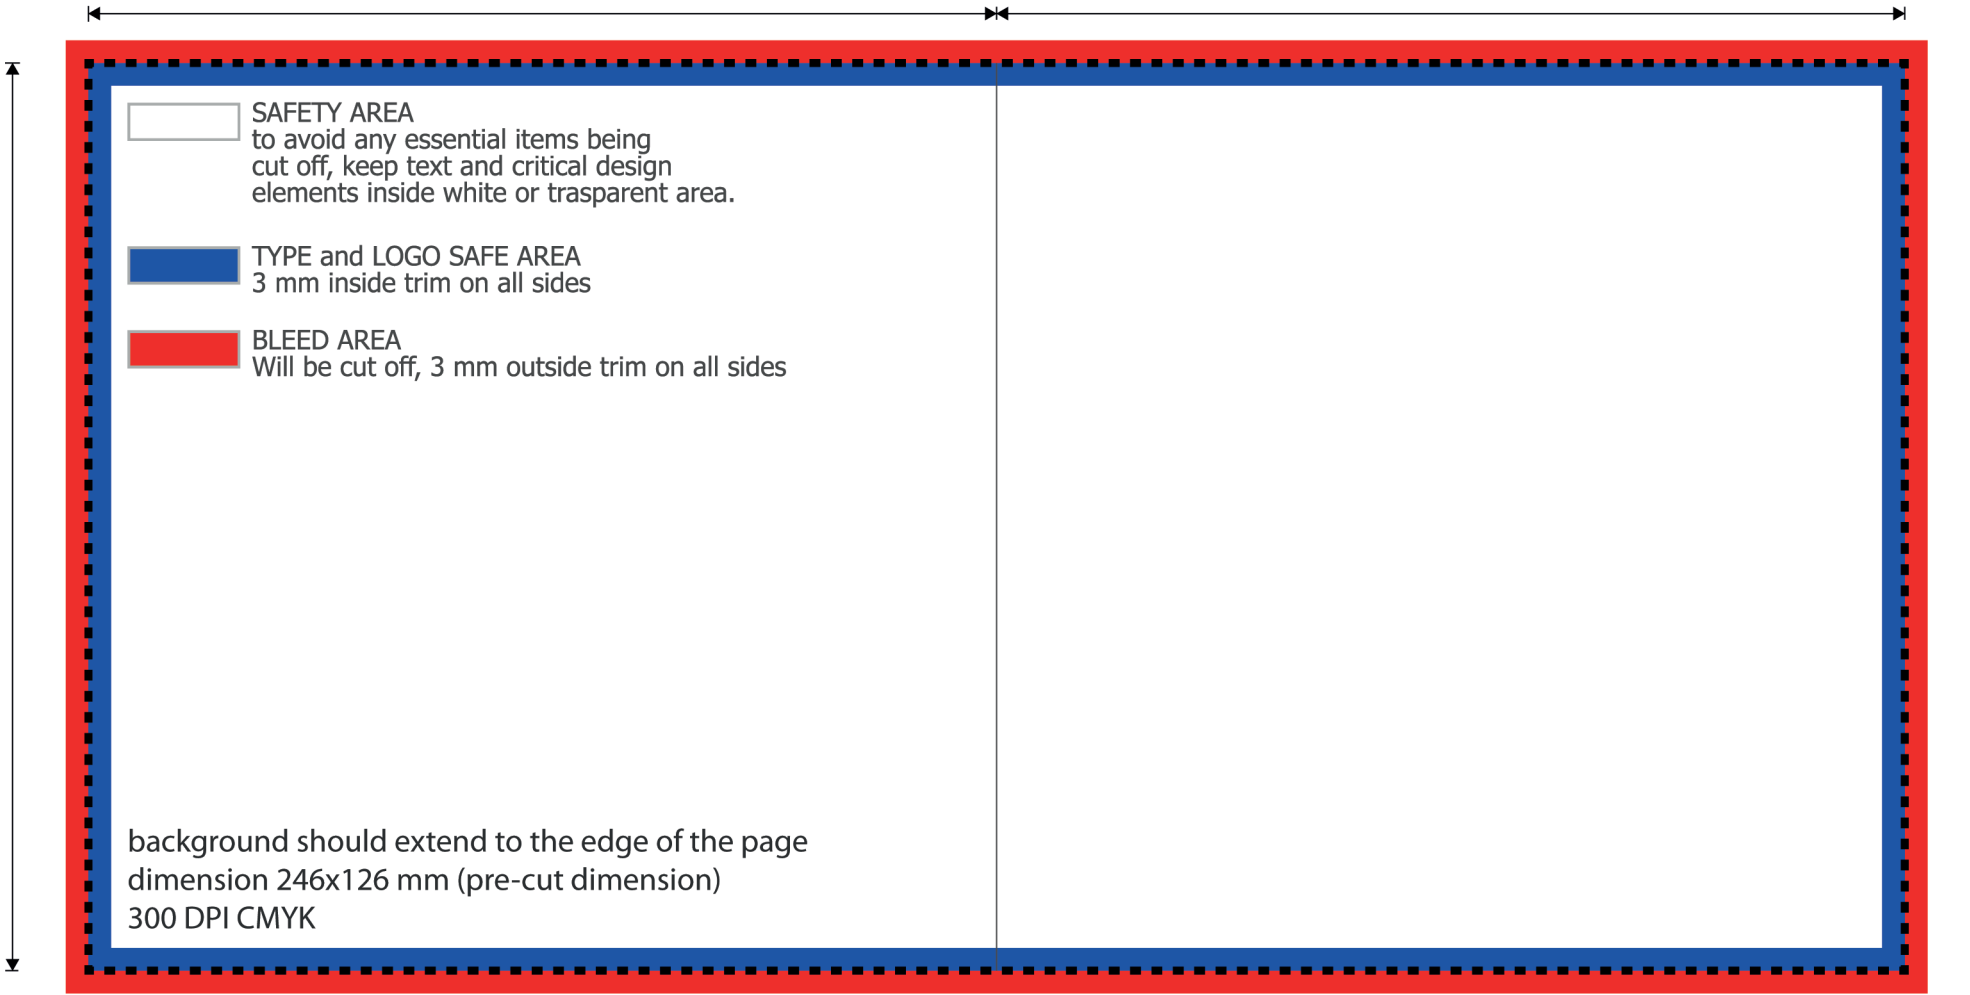 SAFETY AREA
to avoid any essential items being
cut off, keep text and critical design
elements inside white or trasparent area.
TYPE and LOGO SAFE AREA
3 mm inside trim on all sides
BLEED AREA
Will be cut off, 3 mm outside trim on all sides
background should extend to the edge of the page
dimension 246x126 mm (pre-cut dimension)
300 DPI CMYK